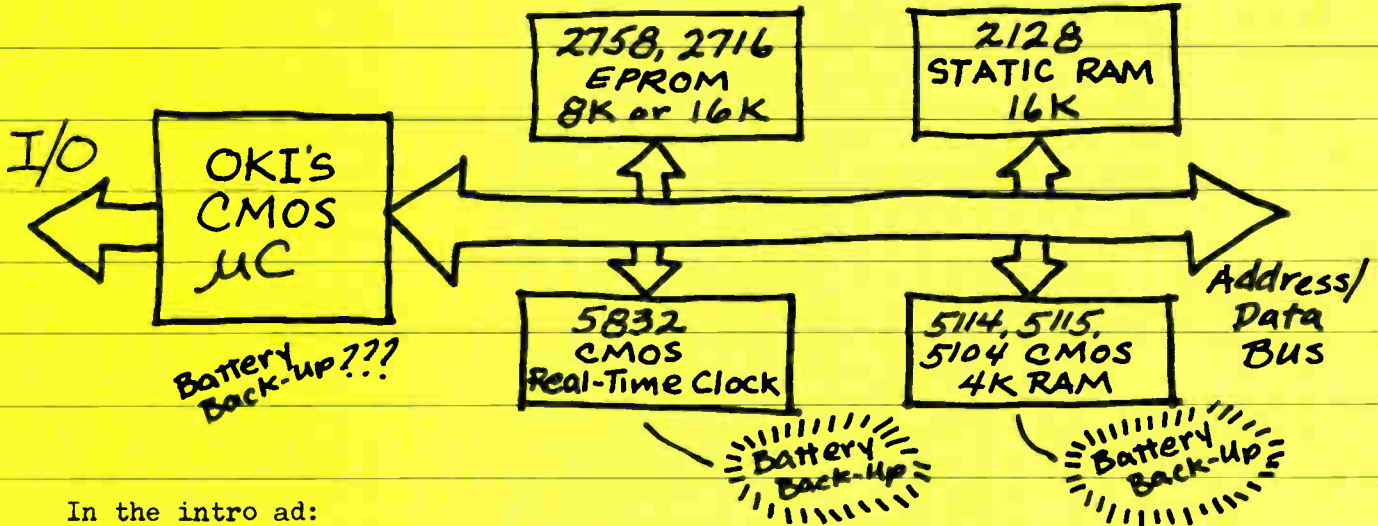 2758, 2716
EPROM
8K or 16K
2128
STATIC RAM
16K
I/O
OKI's
CMOS
μC
Battery
Back-Up???
5832
CMOS
Real-Time Clock
5114, 5115,
5104 CMOS
4K RAM
Address/
Data
Bus
Battery
Back-Up
Battery
Back-Up
In the intro ad: